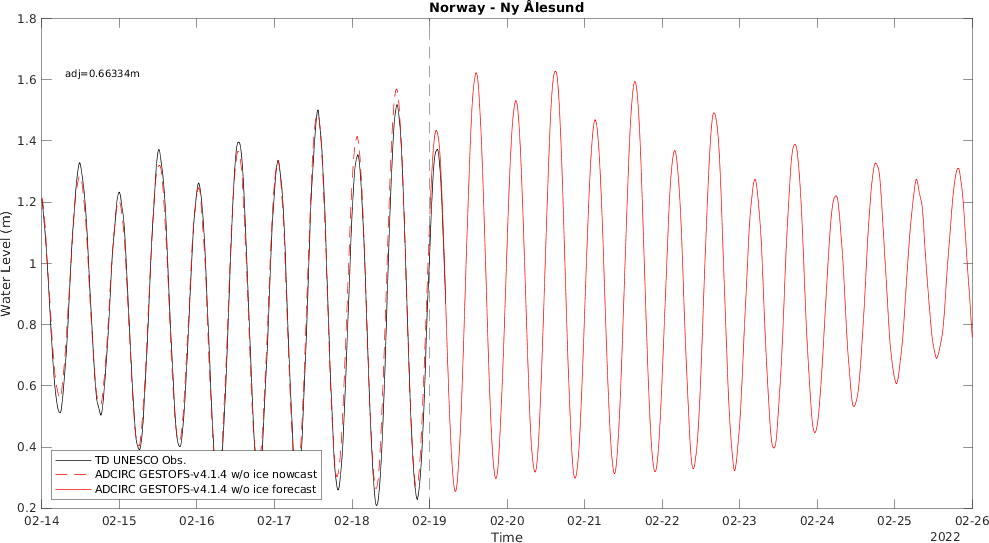 Norway - Ny Ålesund
adj=0.66334m
Water Level (m)
1.8
1.6
1.4
1.2
1
0.8
0.6
0.4
0.2
TD UNESCO Obs.
ADCIRC GESTOFS-v4.1.4 w/o ice nowcast
ADCIRC GESTOFS-v4.1.4 w/o ice forecast
02-14 02-15 02-16 02-17 02-18 02-19 02-20 02-21 02-22 02-23 02-24 02-25 02-26
Time
2022